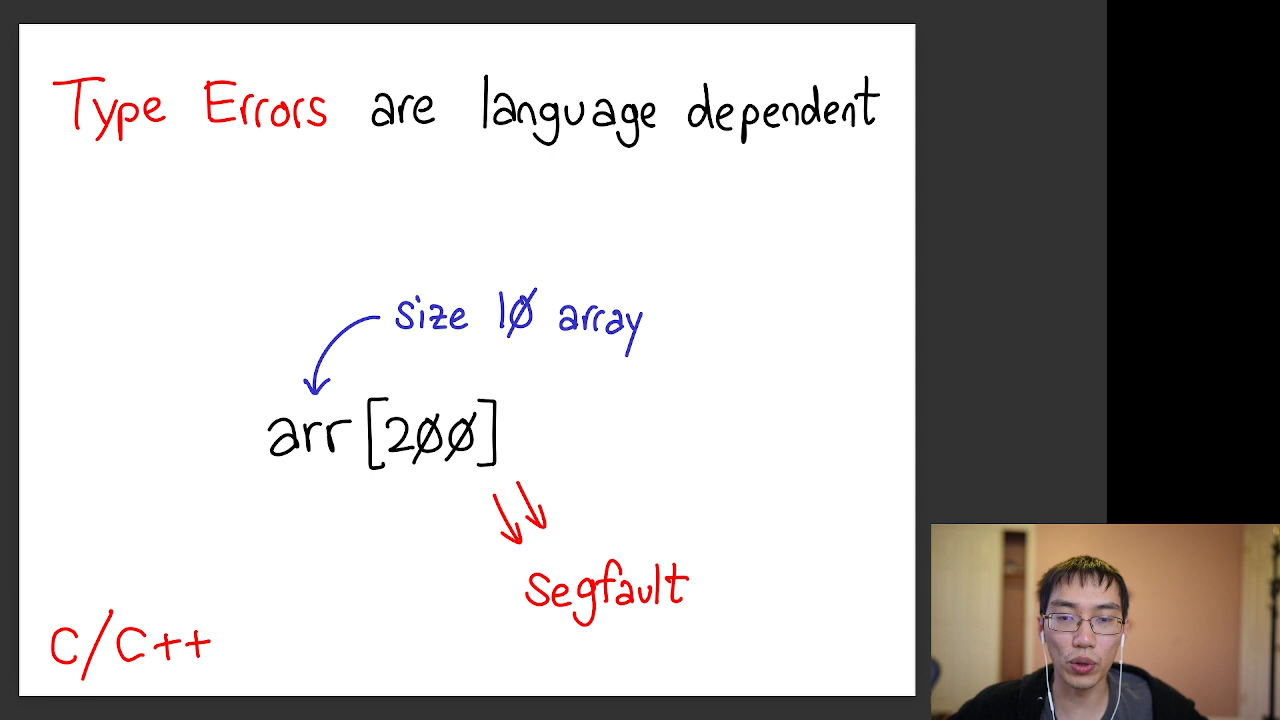 Type Errors are language dependent
size 10 array
arr[200]
segfault
C/C++